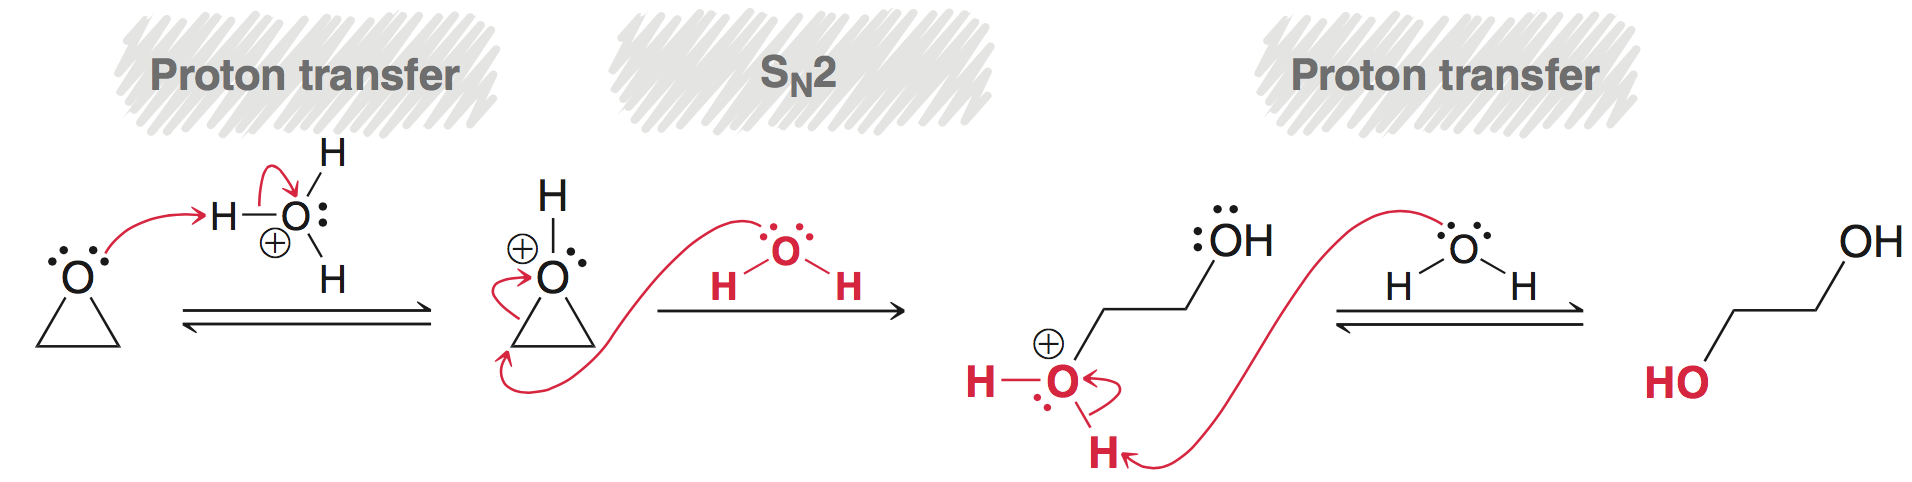 Proton transfer
SN2
Proton transfer
H
H
O
⊕
H
O
H
⊕
O
O
H
H
OH
⊕
H
O
H
O
H
H
OH
HO